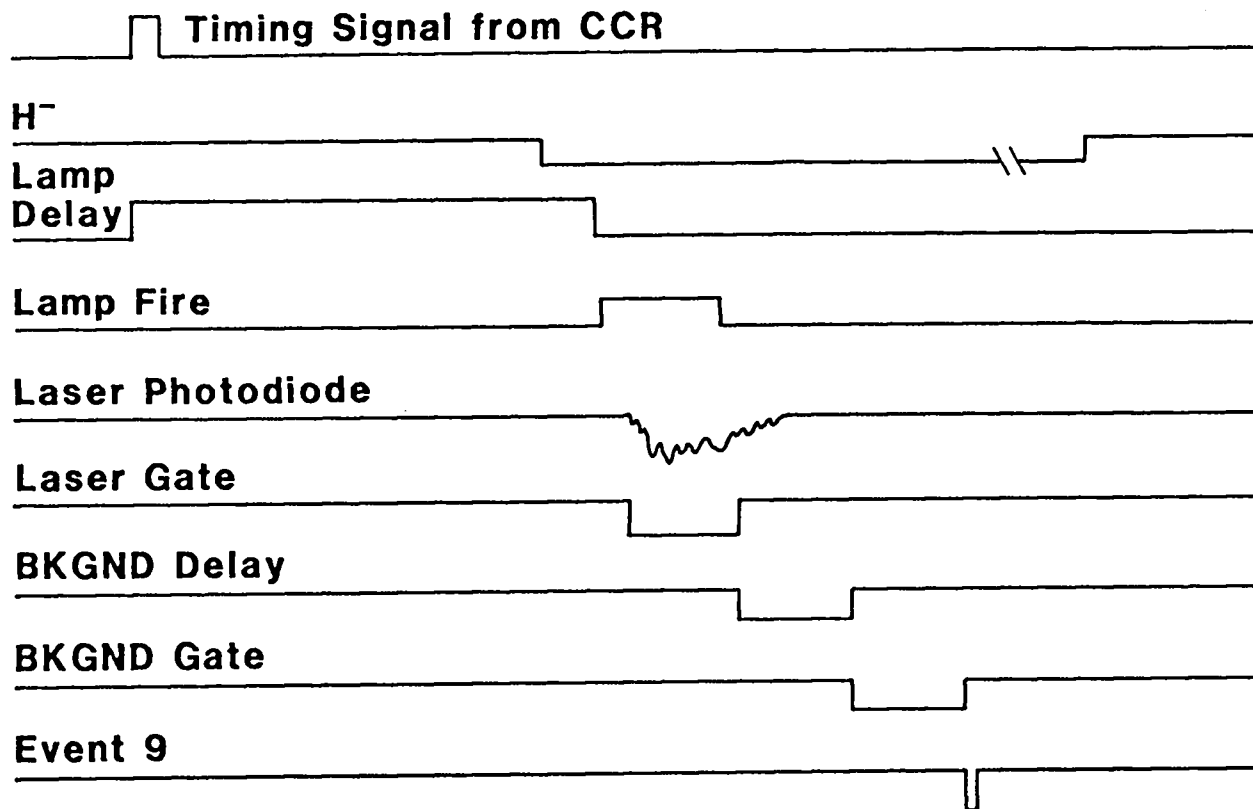 Timing Signal from CCR
H⁻
Lamp
Delay
Lamp Fire
Laser Photodiode
Laser Gate
BKGND Delay
BKGND Gate
Event 9